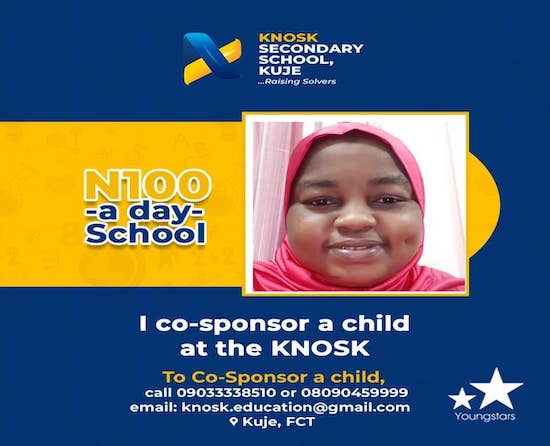 KNOSK
SECONDARY
SCHOOL,
KUJE
...Raising Solvers
N100
-a day-
School
I co-sponsor a child
at the KNOSK
To Co-Sponsor a child,
call 09033338510 or 08090459999
email: knosk.education@gmail.com
Kuje, FCT
Youngstars